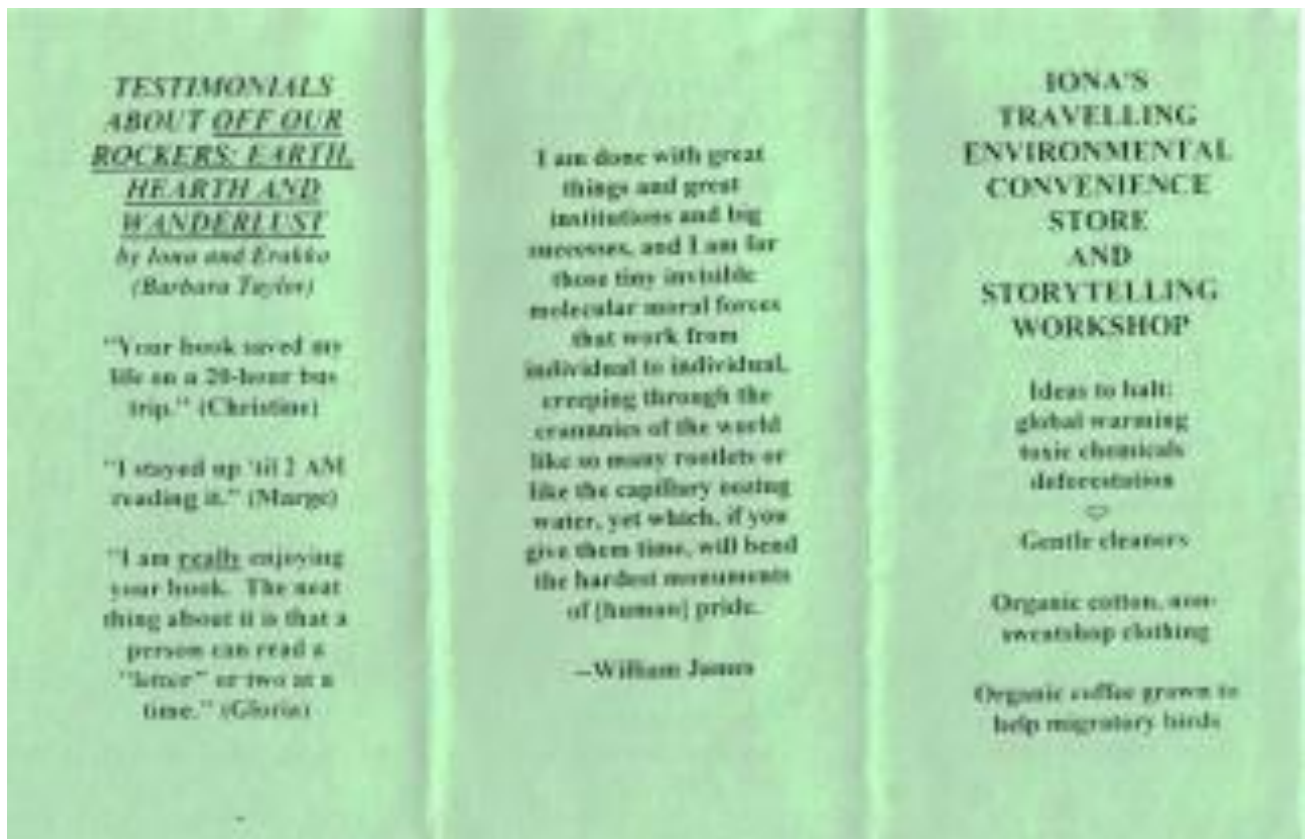 TESTIMONIALS
ABOUT OFF OUR
ROCKERS: EARTH,
HEARTH AND
WANDERLUST
by Iona and Erakko
(Barbara Taylor)
"Your book saved my
life on a 20-hour bus
trip." (Christine)
"I stayed up 'til 2 AM
reading it." (Marge)
"I am really enjoying
your book. The neat
thing about it is that a
person can read a
"letter" or two at a
time." (Gloria)
I am done with great
things and great
institutions and big
successes, and I am for
those tiny invisible
molecular moral forces
that work from
individual to individual,
creeping through the
crannies of the world
like so many rootlets or
like the capillary oozing
water, yet which, if you
give them time, will bend
the hardest monuments
of [human] pride.
--William James
IONA'S
TRAVELLING
ENVIRONMENTAL
CONVENIENCE
STORE
AND
STORYTELLING
WORKSHOP
Ideas to halt:
global warming
toxic chemicals
deforestation
Gentle cleaners
Organic cotton, non-
sweatshop clothing
Organic coffee grown to
help migratory birds